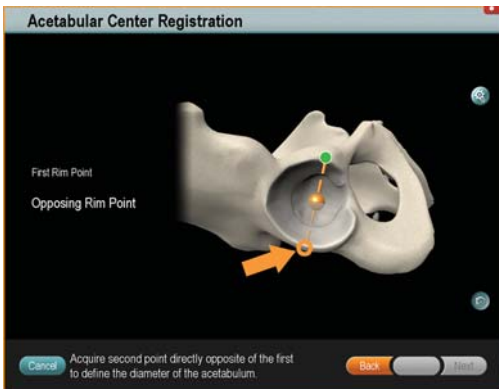 Acetabular Center Registration
First Rim Point
Opposing Rim Point
Acquire second point directly opposite of the first
to define the diameter of the acetabulum.
Cancel
Back
Next